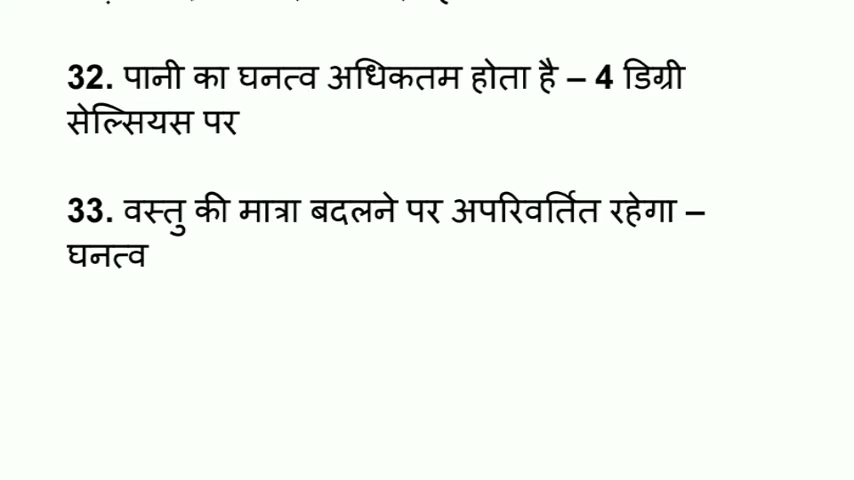 32. पानी का घनत्व अधिकतम होता है – 4 डिग्री
सेल्सियस पर
33. वस्तु की मात्रा बदलने पर अपरिवर्तित रहेगा –
घनत्व